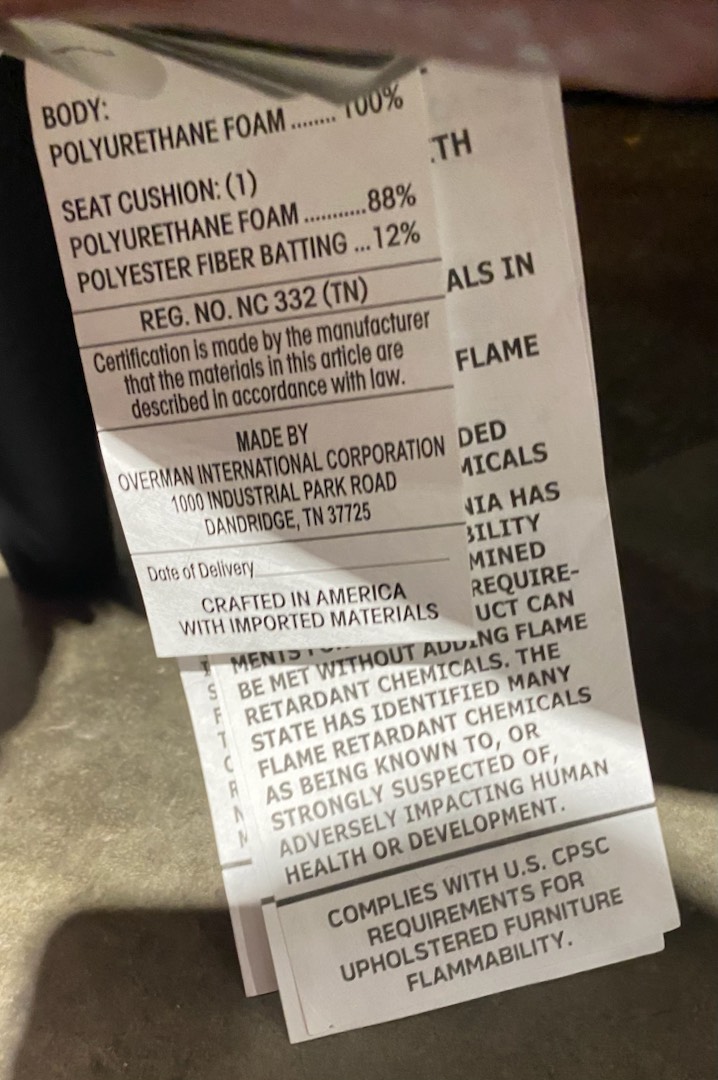 BODY:
POLYURETHANE FOAM ........ 100%
SEAT CUSHION: (1)
POLYURETHANE FOAM ...........88%
POLYESTER FIBER BATTING ...12%
REG. NO. NC 332 (TN)
Certification is made by the manufacturer
that the materials in this article are
described in accordance with law.
MADE BY
OVERMAN INTERNATIONAL CORPORATION
1000 INDUSTRIAL PARK ROAD
DANDRIDGE, TN 37725
Date of Delivery
CRAFTED IN AMERICA
WITH IMPORTED MATERIALS
TH
ALS IN
FLAME
DED
MICALS
NIA HAS
BILITY
MINED
REQUIRE-
UCT CAN
MENTS
BE MET WITHOUT ADDING FLAME
RETARDANT CHEMICALS. THE
STATE HAS IDENTIFIED MANY
FLAME RETARDANT CHEMICALS
AS BEING KNOWN TO, OR
STRONGLY SUSPECTED OF,
ADVERSELY IMPACTING HUMAN
HEALTH OR DEVELOPMENT.
COMPLIES WITH U.S. CPSC
REQUIREMENTS FOR
UPHOLSTERED FURNITURE
FLAMMABILITY.